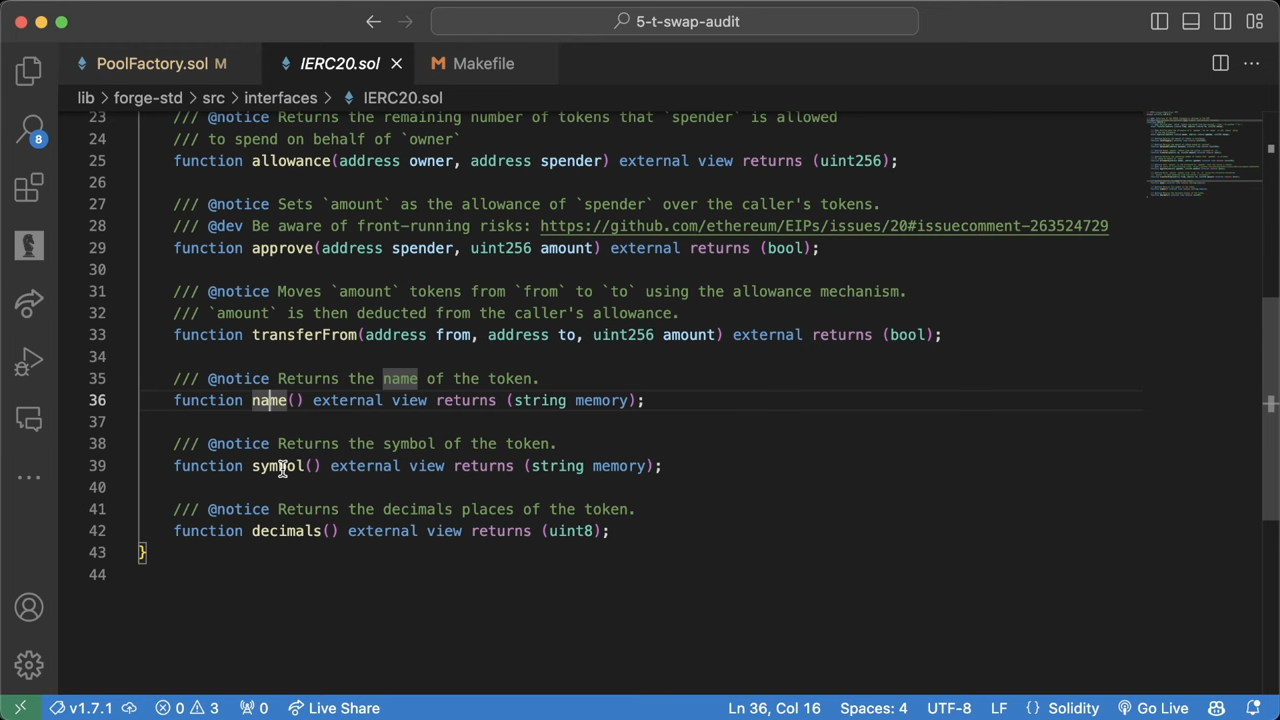 5-t-swap-audit
PoolFactory.sol M
IERC20.sol
Makefile
lib > forge-std > src > interfaces > IERC20.sol
8
23 /// @notice Returns the remaining number of tokens that `spender` is allowed
24 /// to spend on behalf of `owner`
25 function allowance(address owner, address spender) external view returns (uint256);
26
27 /// @notice Sets `amount` as the allowance of `spender` over the caller's tokens.
28 /// @dev Be aware of front-running risks: https://github.com/ethereum/EIPs/issues/20#issuecomment-263524729
29 function approve(address spender, uint256 amount) external returns (bool);
30
31 /// @notice Moves `amount` tokens from `from` to `to` using the allowance mechanism.
32 /// `amount` is then deducted from the caller's allowance.
33 function transferFrom(address from, address to, uint256 amount) external returns (bool);
34
35 /// @notice Returns the name of the token.
36 function name() external view returns (string memory);
37
38 /// @notice Returns the symbol of the token.
39 function symbol() external view returns (string memory);
40
41 /// @notice Returns the decimals places of the token.
42 function decimals() external view returns (uint8);
43 }
44
v1.7.1 0 3 0 Live Share Ln 36, Col 16 Spaces: 4 UTF-8 LF {} Solidity Go Live